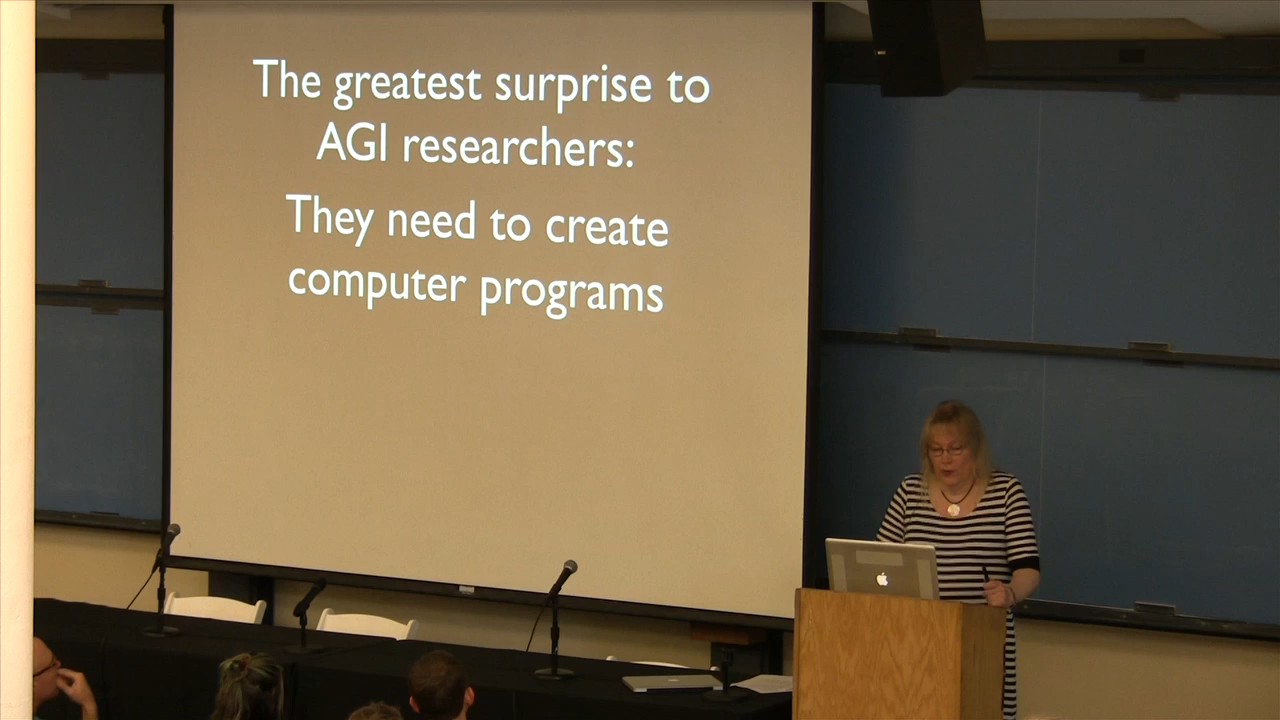 The greatest surprise to
AGI researchers:
They need to create
computer programs